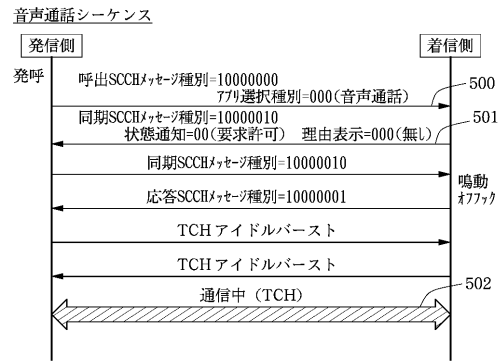 音声通話シーケンス
発信側
着信側
発呼
呼出SCCHメッセージ種別=10000000
アプリ選択種別=000(音声通話)
500
同期SCCHメッセージ種別=10000010
501
状態通知=00(要求許可) 理由表示=000(無し)
同期SCCHメッセージ種別=10000010
鳴動
オフフック
応答SCCHメッセージ種別=10000001
TCHアイドルバースト
TCHアイドルバースト
通信中(TCH)
502